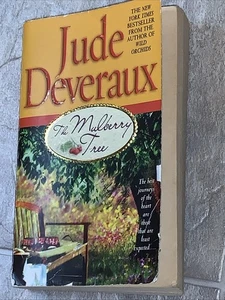 Jude
Deveraux
THE NEW
YORK TIMES
BESTSELLER
FROM THE
AUTHOR OF
WILD
ORCHIDS
The Mulberry
Tree
The best
journeys
of the
heart
are
those
that are
least
expected...